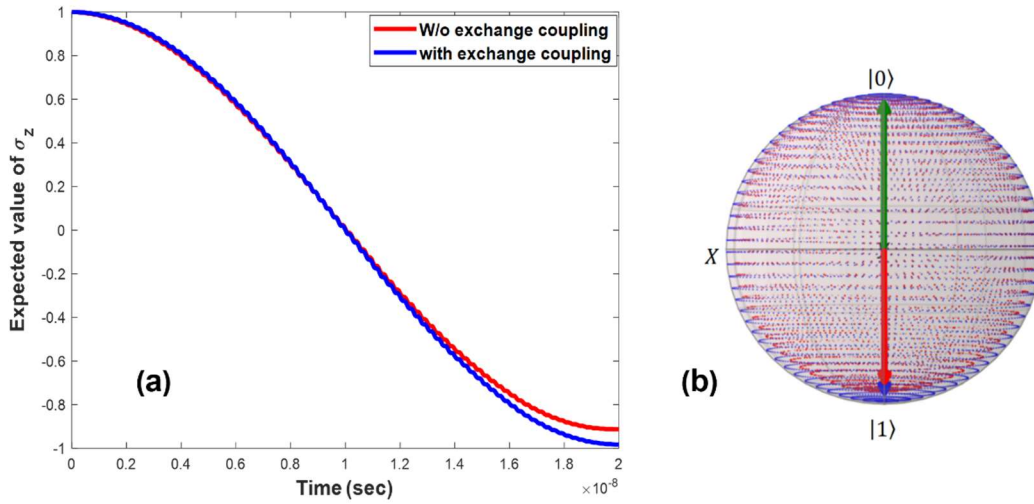 W/o exchange coupling
with exchange coupling
1
0.8
0.6
0.4
0.2
0
-0.2
-0.4
-0.6
-0.8
-1
Expected value of σz
(a)
0 0.2 0.4 0.6 0.8 1 1.2 1.4 1.6 1.8 2
×10-8
Time (sec)
|0⟩
X
(b)
|1⟩